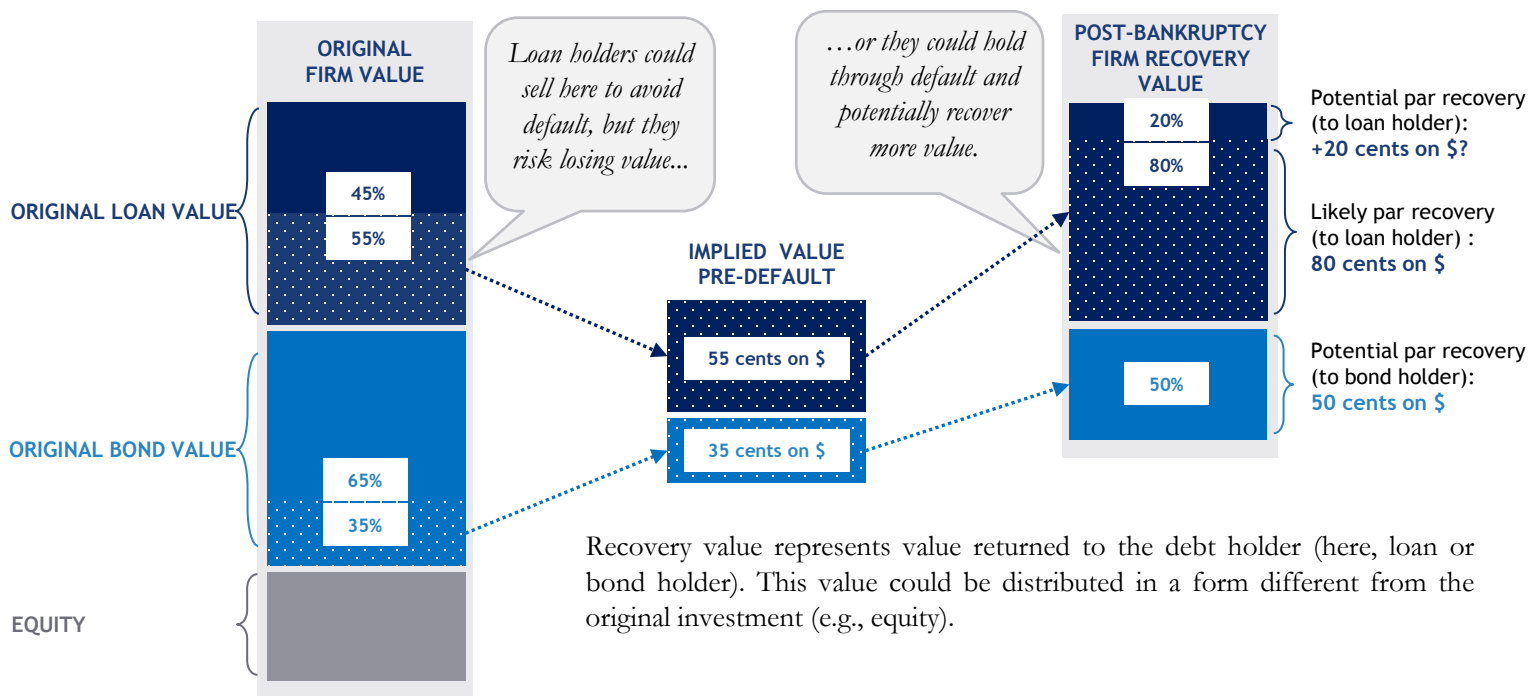 ORIGINAL
FIRM VALUE
Loan holders could
sell here to avoid
default, but they
risk losing value...
…or they could hold
through default and
potentially recover
more value.
POST-BANKRUPTCY
FIRM RECOVERY
VALUE
ORIGINAL LOAN VALUE
45%
55%
IMPLIED VALUE
PRE-DEFAULT
55 cents on $
35 cents on $
20%
80%
Potential par recovery
(to loan holder):
+20 cents on $?
Likely par recovery
(to loan holder) :
80 cents on $
50%
Potential par recovery
(to bond holder):
50 cents on $
ORIGINAL BOND VALUE
65%
35%
EQUITY
Recovery value represents value returned to the debt holder (here, loan or
bond holder). This value could be distributed in a form different from the
original investment (e.g., equity).